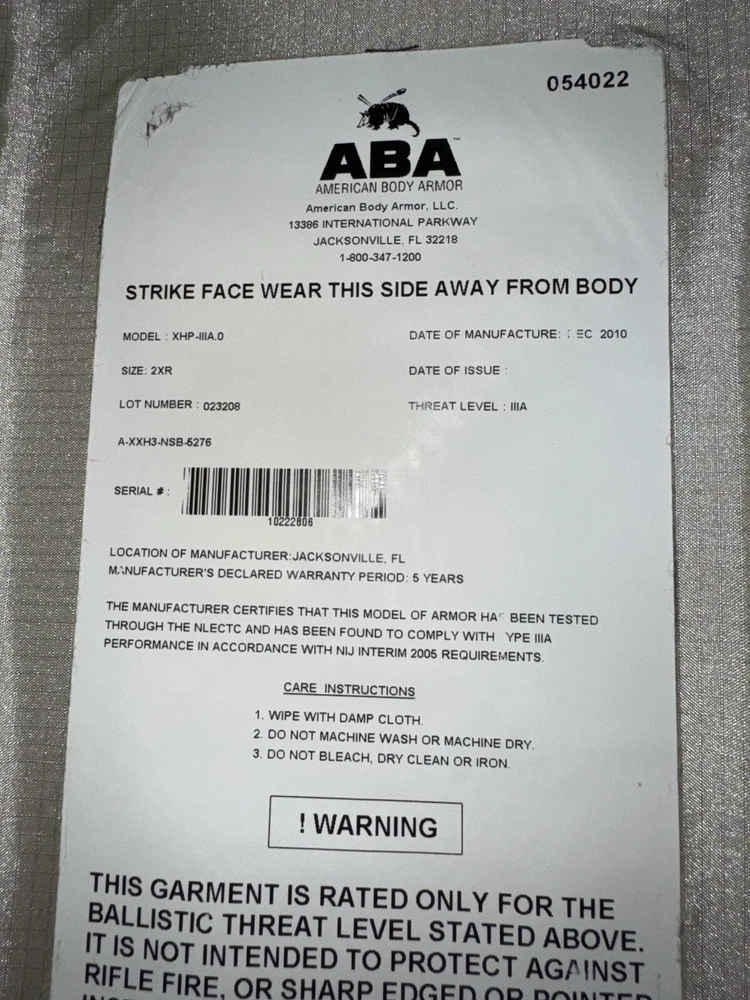 054022
ABA™
AMERICAN BODY ARMOR
American Body Armor, LLC.
13386 INTERNATIONAL PARKWAY
JACKSONVILLE, FL 32218
1-800-347-1200
STRIKE FACE WEAR THIS SIDE AWAY FROM BODY
MODEL : XHP-IIIA.0 DATE OF MANUFACTURE: DEC 2010
SIZE: 2XR DATE OF ISSUE :
LOT NUMBER : 023208 THREAT LEVEL : IIIA
A-XXH3-NSB-5276
SERIAL # :
10222806
LOCATION OF MANUFACTURER:JACKSONVILLE, FL
MANUFACTURER'S DECLARED WARRANTY PERIOD: 5 YEARS
THE MANUFACTURER CERTIFIES THAT THIS MODEL OF ARMOR HAS BEEN TESTED
THROUGH THE NLECTC AND HAS BEEN FOUND TO COMPLY WITH TYPE IIIA
PERFORMANCE IN ACCORDANCE WITH NIJ INTERIM 2005 REQUIREMENTS.
CARE INSTRUCTIONS
1. WIPE WITH DAMP CLOTH.
2. DO NOT MACHINE WASH OR MACHINE DRY.
3. DO NOT BLEACH, DRY CLEAN OR IRON.
! WARNING
THIS GARMENT IS RATED ONLY FOR THE
BALLISTIC THREAT LEVEL STATED ABOVE.
IT IS NOT INTENDED TO PROTECT AGAINST
RIFLE FIRE, OR SHARP EDGED OR POINTED